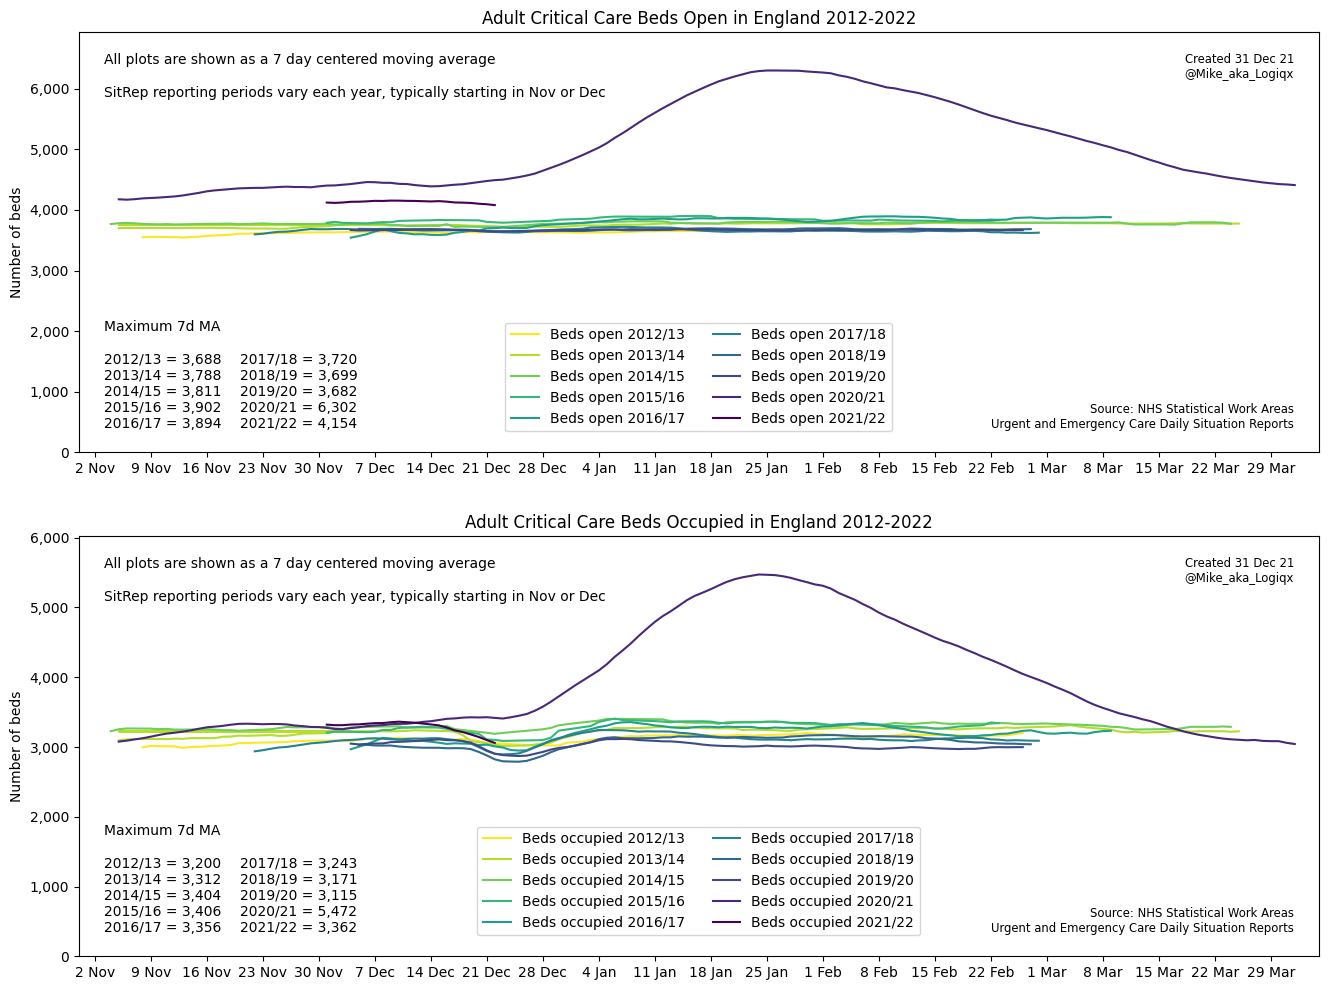 Adult Critical Care Beds Open in England 2012-2022
All plots are shown as a 7 day centered moving average
SitRep reporting periods vary each year, typically starting in Nov or Dec
Created 31 Dec 21
@Mike_aka_Logiqx
Number of beds
6,000
5,000
4,000
3,000
2,000
1,000
0
Maximum 7d MA
2012/13 = 3,688 2017/18 = 3,720
2013/14 = 3,788 2018/19 = 3,699
2014/15 = 3,811 2019/20 = 3,682
2015/16 = 3,902 2020/21 = 6,302
2016/17 = 3,894 2021/22 = 4,154
Beds open 2012/13 Beds open 2017/18
Beds open 2013/14 Beds open 2018/19
Beds open 2014/15 Beds open 2019/20
Beds open 2015/16 Beds open 2020/21
Beds open 2016/17 Beds open 2021/22
Source: NHS Statistical Work Areas
Urgent and Emergency Care Daily Situation Reports
2 Nov 9 Nov 16 Nov 23 Nov 30 Nov 7 Dec 14 Dec 21 Dec 28 Dec 4 Jan 11 Jan 18 Jan 25 Jan 1 Feb 8 Feb 15 Feb 22 Feb 1 Mar 8 Mar 15 Mar 22 Mar 29 Mar
Adult Critical Care Beds Occupied in England 2012-2022
All plots are shown as a 7 day centered moving average
SitRep reporting periods vary each year, typically starting in Nov or Dec
Created 31 Dec 21
@Mike_aka_Logiqx
Number of beds
6,000
5,000
4,000
3,000
2,000
1,000
0
Maximum 7d MA
2012/13 = 3,200 2017/18 = 3,243
2013/14 = 3,312 2018/19 = 3,171
2014/15 = 3,404 2019/20 = 3,115
2015/16 = 3,406 2020/21 = 5,472
2016/17 = 3,356 2021/22 = 3,362
Beds occupied 2012/13 Beds occupied 2017/18
Beds occupied 2013/14 Beds occupied 2018/19
Beds occupied 2014/15 Beds occupied 2019/20
Beds occupied 2015/16 Beds occupied 2020/21
Beds occupied 2016/17 Beds occupied 2021/22
Source: NHS Statistical Work Areas
Urgent and Emergency Care Daily Situation Reports
2 Nov 9 Nov 16 Nov 23 Nov 30 Nov 7 Dec 14 Dec 21 Dec 28 Dec 4 Jan 11 Jan 18 Jan 25 Jan 1 Feb 8 Feb 15 Feb 22 Feb 1 Mar 8 Mar 15 Mar 22 Mar 29 Mar